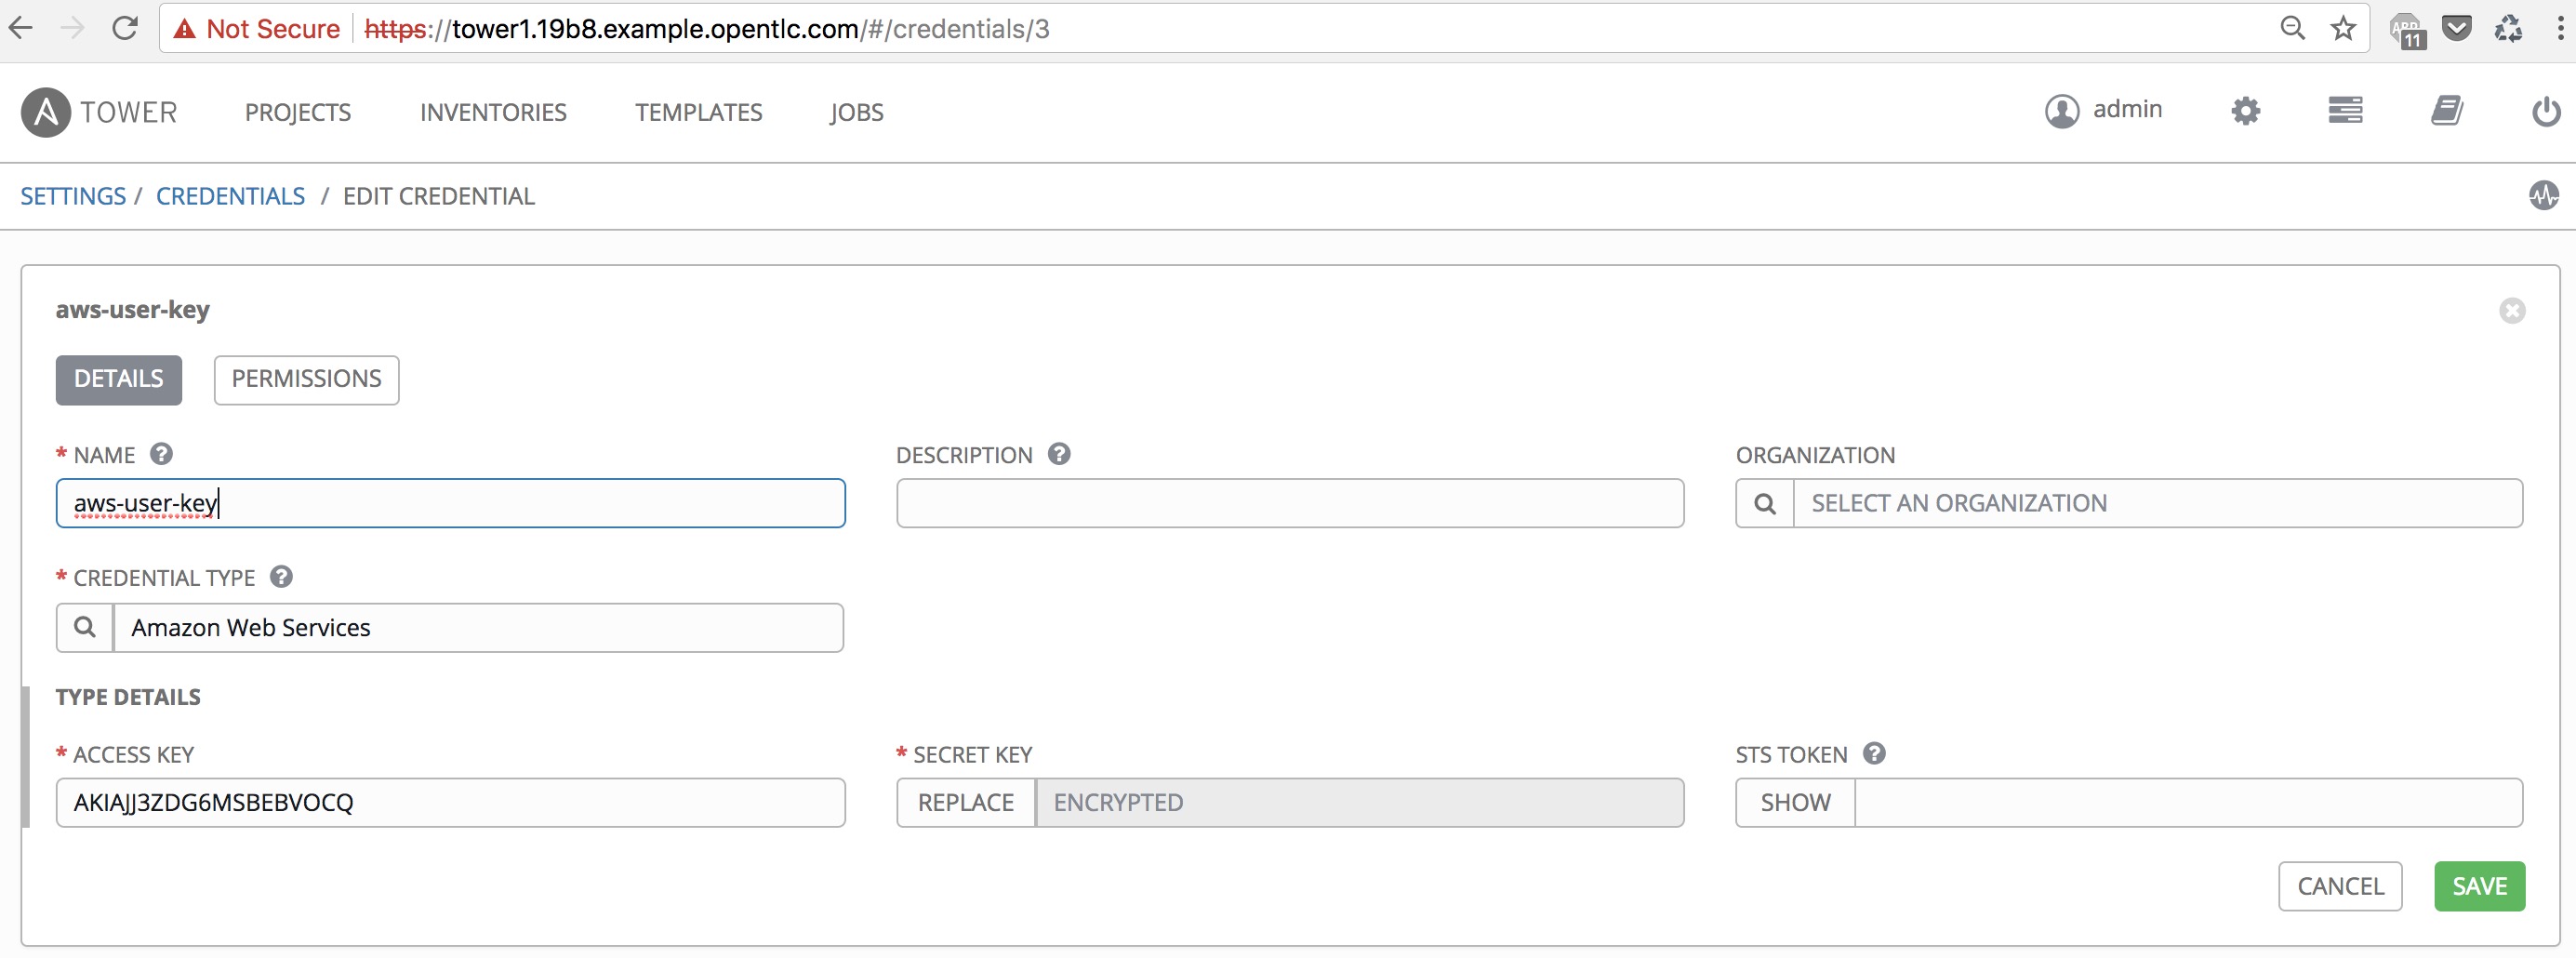 Not Secure https://tower1.19b8.example.opentlc.com/#/credentials/3 ABP 11
A TOWER PROJECTS INVENTORIES TEMPLATES JOBS admin
SETTINGS / CREDENTIALS / EDIT CREDENTIAL
aws-user-key
DETAILS PERMISSIONS
* NAME ? DESCRIPTION ? ORGANIZATION
aws-user-key SELECT AN ORGANIZATION
* CREDENTIAL TYPE ?
Amazon Web Services
TYPE DETAILS
* ACCESS KEY * SECRET KEY STS TOKEN ?
AKIAJJ3ZDG6MSBEBVOCQ REPLACE ENCRYPTED SHOW
CANCEL SAVE